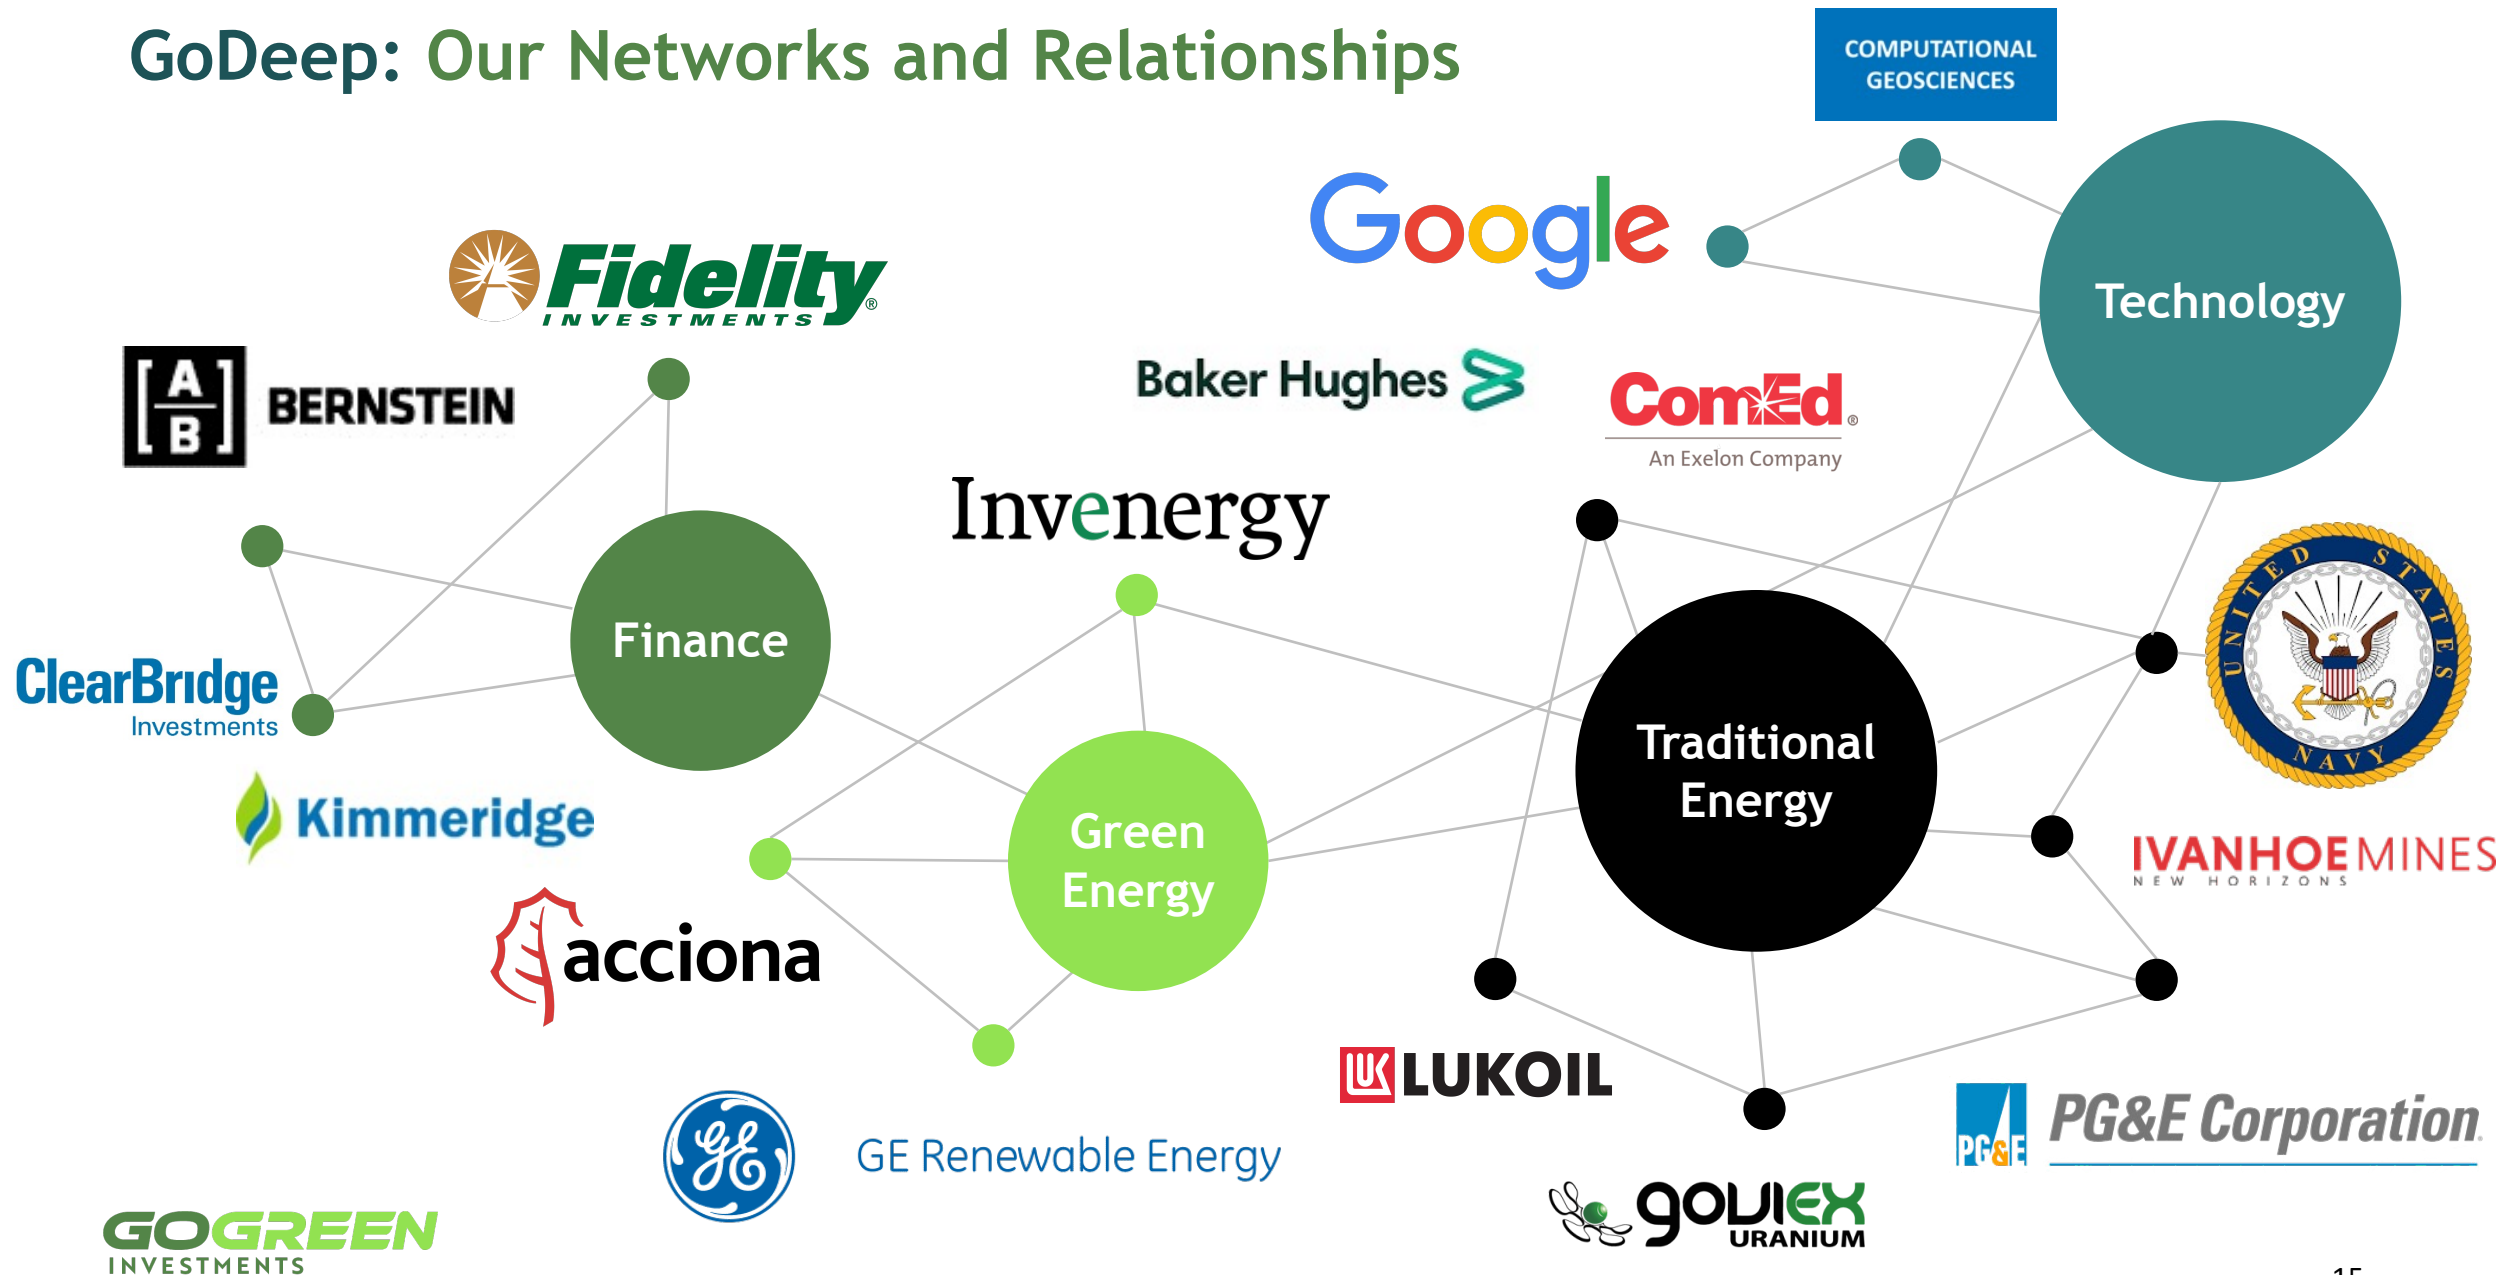 GoDeep: Our Networks and Relationships
COMPUTATIONAL
GEOSCIENCES
Google
Technology
Fidelity ®
INVESTMENTS
[A
B] BERNSTEIN
Baker Hughes
ComEd®
An Exelon Company
Invenergy
UNITED STATES
NAVY
Finance
ClearBridge
Investments
Traditional
Energy
Kimmeridge
Green
Energy
IVANHOE MINES
NEW HORIZONS
acciona
LUK LUKOIL
GE GE Renewable Energy
PG&E PG&E Corporation
GOVIEX
URANIUM
GOGREEN
INVESTMENTS